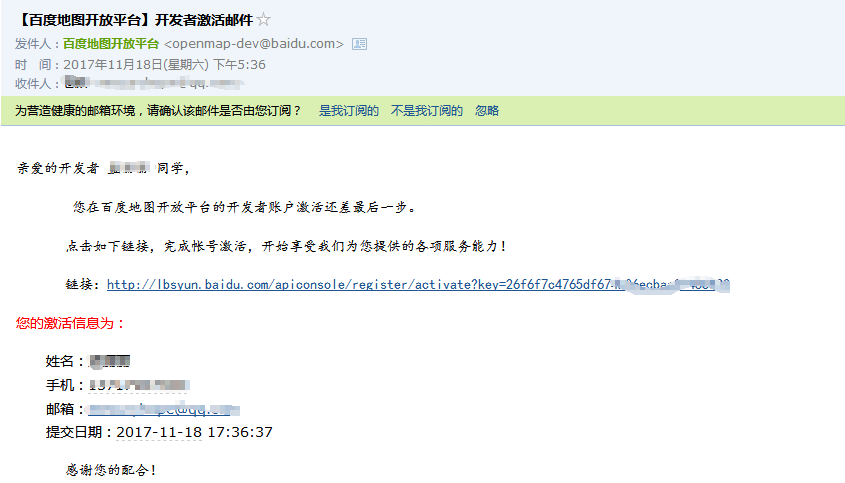 【百度地图开放平台】开发者激活邮件
发件人：百度地图开放平台 <openmap-dev@baidu.com>
时 间：2017年11月18日(星期六) 下午5:36
收件人：
为营造健康的邮箱环境，请确认该邮件是否由您订阅？ 是我订阅的 不是我订阅的 忽略
亲爱的开发者 同学，
您在百度地图开放平台的开发者账户激活还差最后一步。
点击如下链接，完成帐号激活，开始享受我们为您提供的各项服务能力！
链接：http://lbsyun.baidu.com/apiconsole/register/activate?key=26f6f7c4765df67
您的激活信息为：
姓名：
手机：
邮箱：
提交日期：2017-11-18 17:36:37
感谢您的配合！